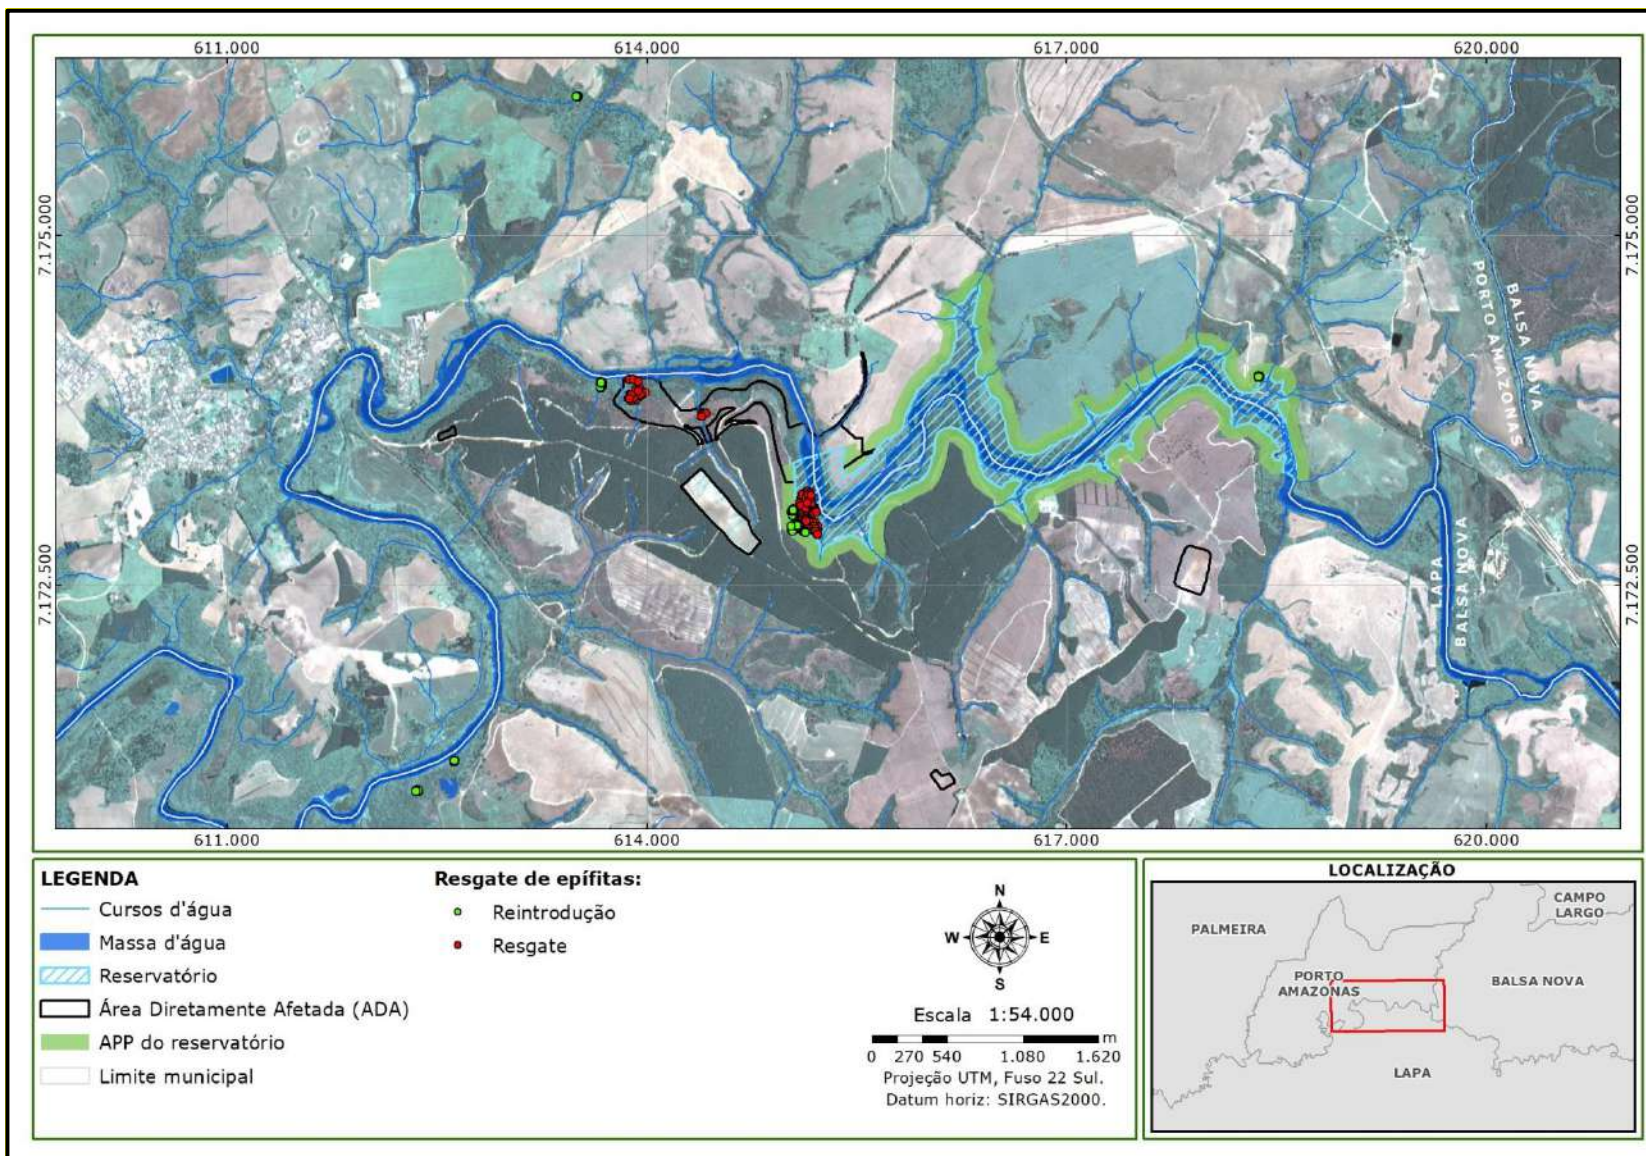 611.000
614.000
617.000
620.000
7.175.000
7.175.000
BALSA NOVA
PORTO AMAZONAS
7.172.500
7.172.500
LAPA
BALSA NOVA
611.000
614.000
617.000
620.000
LEGENDA
Cursos d'água
Massa d'água
Reservatório
Área Diretamente Afetada (ADA)
APP do reservatório
Limite municipal
Resgate de epífitas:
Reintrodução
Resgate
N
W
E
S
Escala 1:54.000
m
0 270 540 1.080 1.620
Projeção UTM, Fuso 22 Sul.
Datum horiz: SIRGAS2000.
LOCALIZAÇÃO
CAMPO
LARGO
PALMEIRA
PORTO
AMAZONAS
BALSA NOVA
LAPA